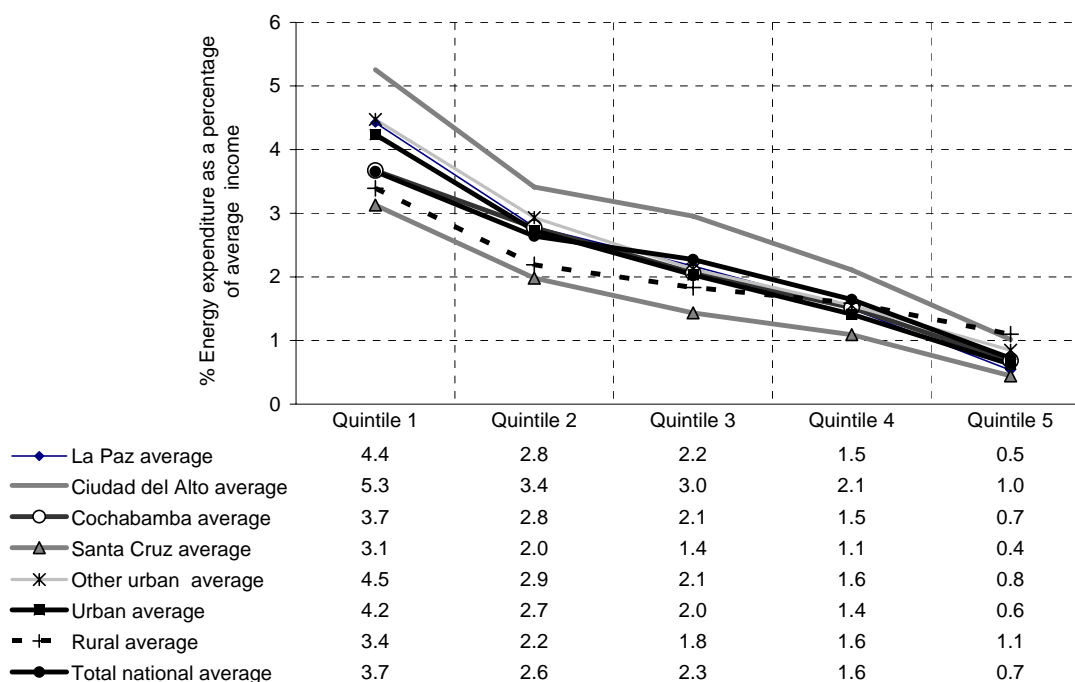 % Energy expenditure as a percentage
of average income
6
5
4
3
2
1
0
Quintile 1 Quintile 2 Quintile 3 Quintile 4 Quintile 5
La Paz average 4.4 2.8 2.2 1.5 0.5
Ciudad del Alto average 5.3 3.4 3.0 2.1 1.0
Cochabamba average 3.7 2.8 2.1 1.5 0.7
Santa Cruz average 3.1 2.0 1.4 1.1 0.4
Other urban average 4.5 2.9 2.1 1.6 0.8
Urban average 4.2 2.7 2.0 1.4 0.6
Rural average 3.4 2.2 1.8 1.6 1.1
Total national average 3.7 2.6 2.3 1.6 0.7